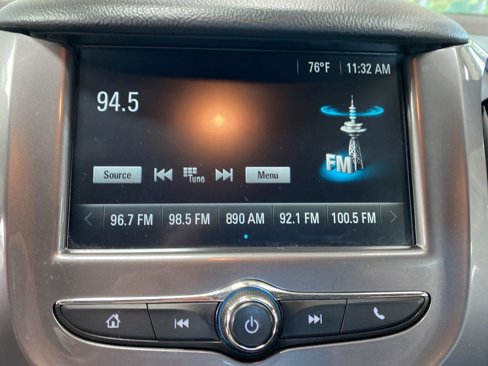 76°F 11:32 AM
94.5
FM
Source Tune Menu
96.7 FM 98.5 FM 890 AM 92.1 FM 100.5 FM